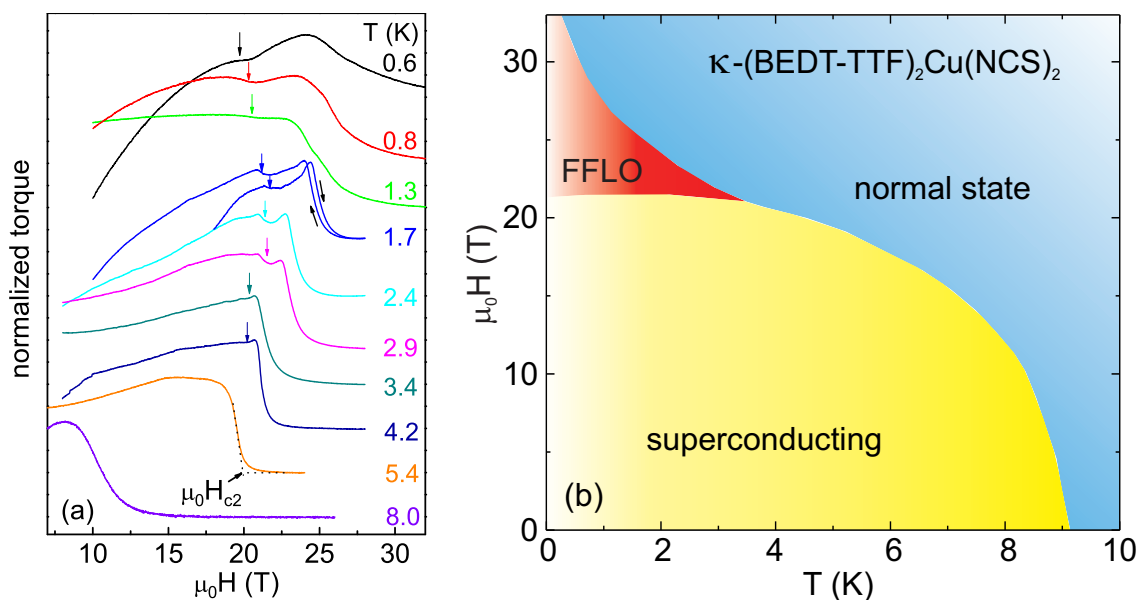 T (K)
0.6
0.8
1.3
1.7
2.4
2.9
3.4
4.2
5.4
8.0
normalized torque
μ₀H_c2
(a)
10 15 20 25 30
μ₀H (T)
κ-(BEDT-TTF)₂Cu(NCS)₂
FFLO
normal state
superconducting
(b)
30
20
10
0
μ₀H (T)
0 2 4 6 8 10
T (K)